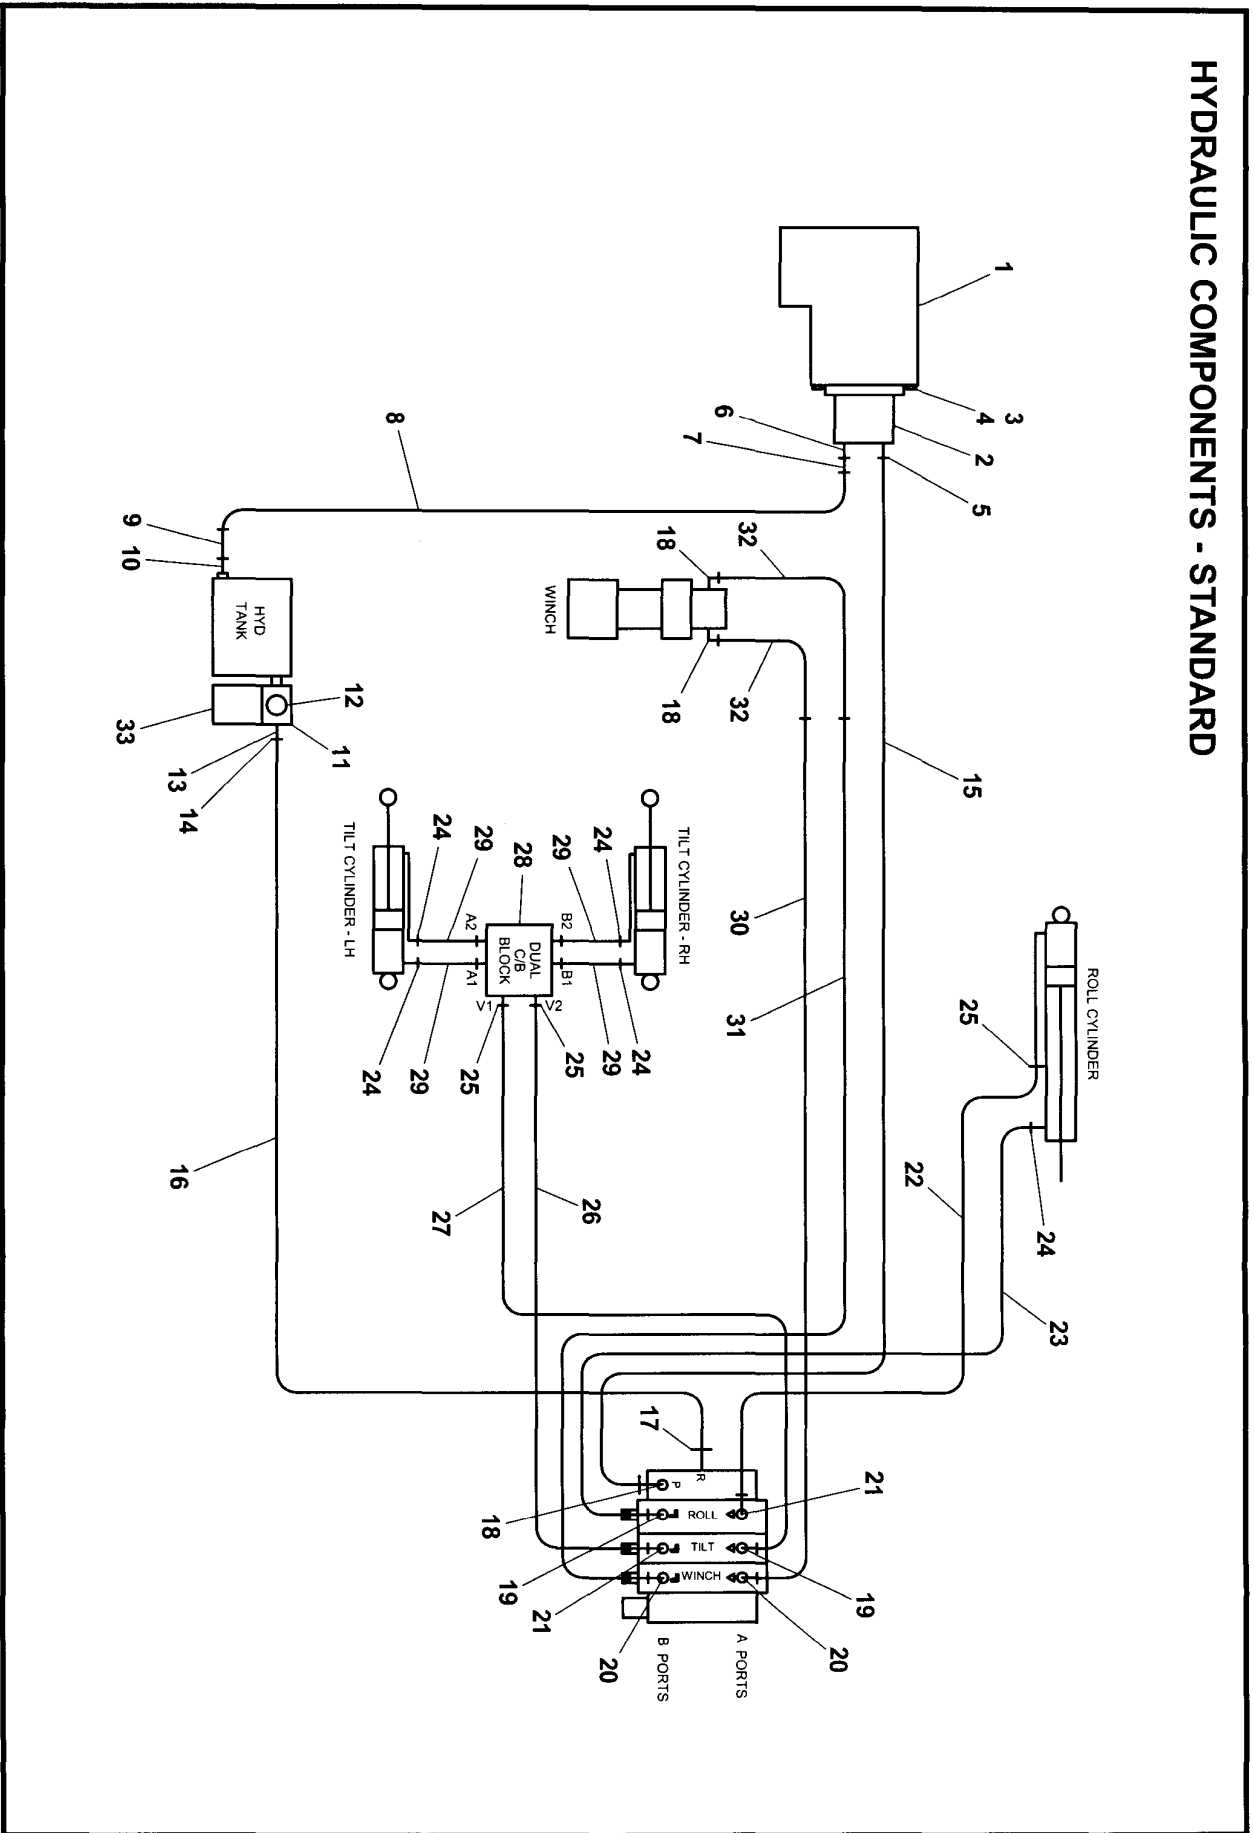 HYDRAULIC COMPONENTS - STANDARD
1
3
4
2
5
6
7
8
9
10
HYD
TANK
12
33
11
13
14
15
16
WINCH
18
32
18
32
30
31
ROLL CYLINDER
25
24
22
23
TILT CYLINDER - RH
24
29
28
29
24
TILT CYLINDER - LH
B2
B1
24
29
DUAL
C/B
BLOCK
A2
A1
V2
V1
29
24
25
25
26
27
17
R
P
18
21
ROLL
19
19
TILT
21
20
WINCH
20
A PORTS
B PORTS